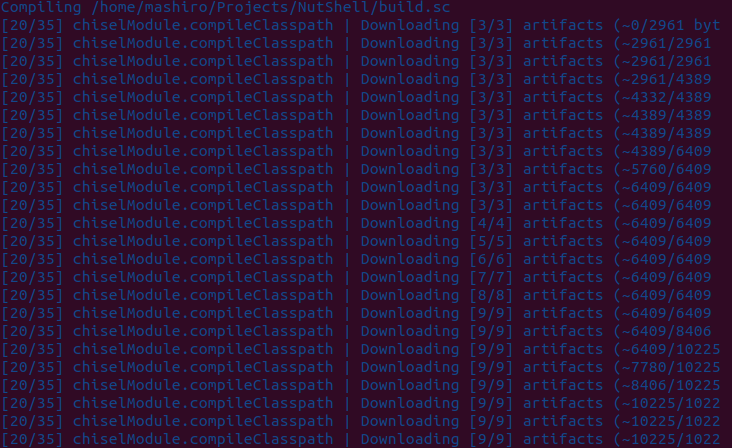 Compiling /home/mashiro/Projects/NutShell/build.sc
[20/35] chiselModule.compileClasspath | Downloading [3/3] artifacts (~0/2961 byt
[20/35] chiselModule.compileClasspath | Downloading [3/3] artifacts (~2961/2961
[20/35] chiselModule.compileClasspath | Downloading [3/3] artifacts (~2961/2961
[20/35] chiselModule.compileClasspath | Downloading [3/3] artifacts (~2961/4389
[20/35] chiselModule.compileClasspath | Downloading [3/3] artifacts (~4332/4389
[20/35] chiselModule.compileClasspath | Downloading [3/3] artifacts (~4389/4389
[20/35] chiselModule.compileClasspath | Downloading [3/3] artifacts (~4389/4389
[20/35] chiselModule.compileClasspath | Downloading [3/3] artifacts (~4389/6409
[20/35] chiselModule.compileClasspath | Downloading [3/3] artifacts (~5760/6409
[20/35] chiselModule.compileClasspath | Downloading [3/3] artifacts (~6409/6409
[20/35] chiselModule.compileClasspath | Downloading [3/3] artifacts (~6409/6409
[20/35] chiselModule.compileClasspath | Downloading [4/4] artifacts (~6409/6409
[20/35] chiselModule.compileClasspath | Downloading [5/5] artifacts (~6409/6409
[20/35] chiselModule.compileClasspath | Downloading [6/6] artifacts (~6409/6409
[20/35] chiselModule.compileClasspath | Downloading [7/7] artifacts (~6409/6409
[20/35] chiselModule.compileClasspath | Downloading [8/8] artifacts (~6409/6409
[20/35] chiselModule.compileClasspath | Downloading [9/9] artifacts (~6409/6409
[20/35] chiselModule.compileClasspath | Downloading [9/9] artifacts (~6409/8406
[20/35] chiselModule.compileClasspath | Downloading [9/9] artifacts (~6409/10225
[20/35] chiselModule.compileClasspath | Downloading [9/9] artifacts (~7780/10225
[20/35] chiselModule.compileClasspath | Downloading [9/9] artifacts (~8406/10225
[20/35] chiselModule.compileClasspath | Downloading [9/9] artifacts (~10225/1022
[20/35] chiselModule.compileClasspath | Downloading [9/9] artifacts (~10225/1022
[20/35] chiselModule.compileClasspath | Downloading [9/9] artifacts (~10225/1022